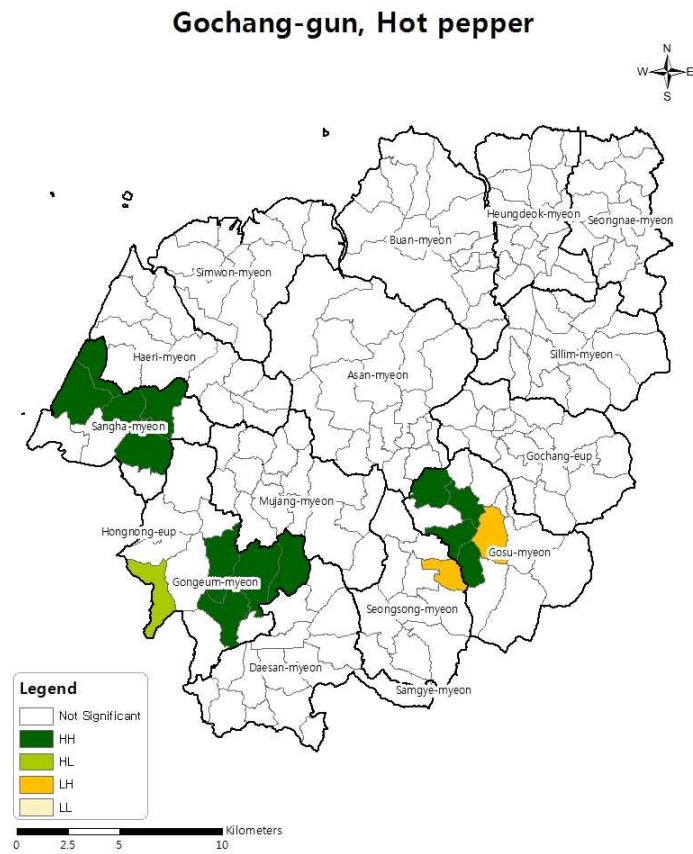 Gochang-gun, Hot pepper
N
W E
S
Heungdeok-myeon
Seongnae-myeon
Buan-myeon
Simwon-myeon
Haeri-myeon
Sillim-myeon
Asan-myeon
Sangha-myeon
Gochang-eup
Mujang-myeon
Hongnong-eup
Gosu-myeon
Gongeum-myeon
Seongsong-myeon
Daesan-myeon
Samgye-myeon
Legend
Not Significant
HH
HL
LH
LL
Kilometers
0 2.5 5 10